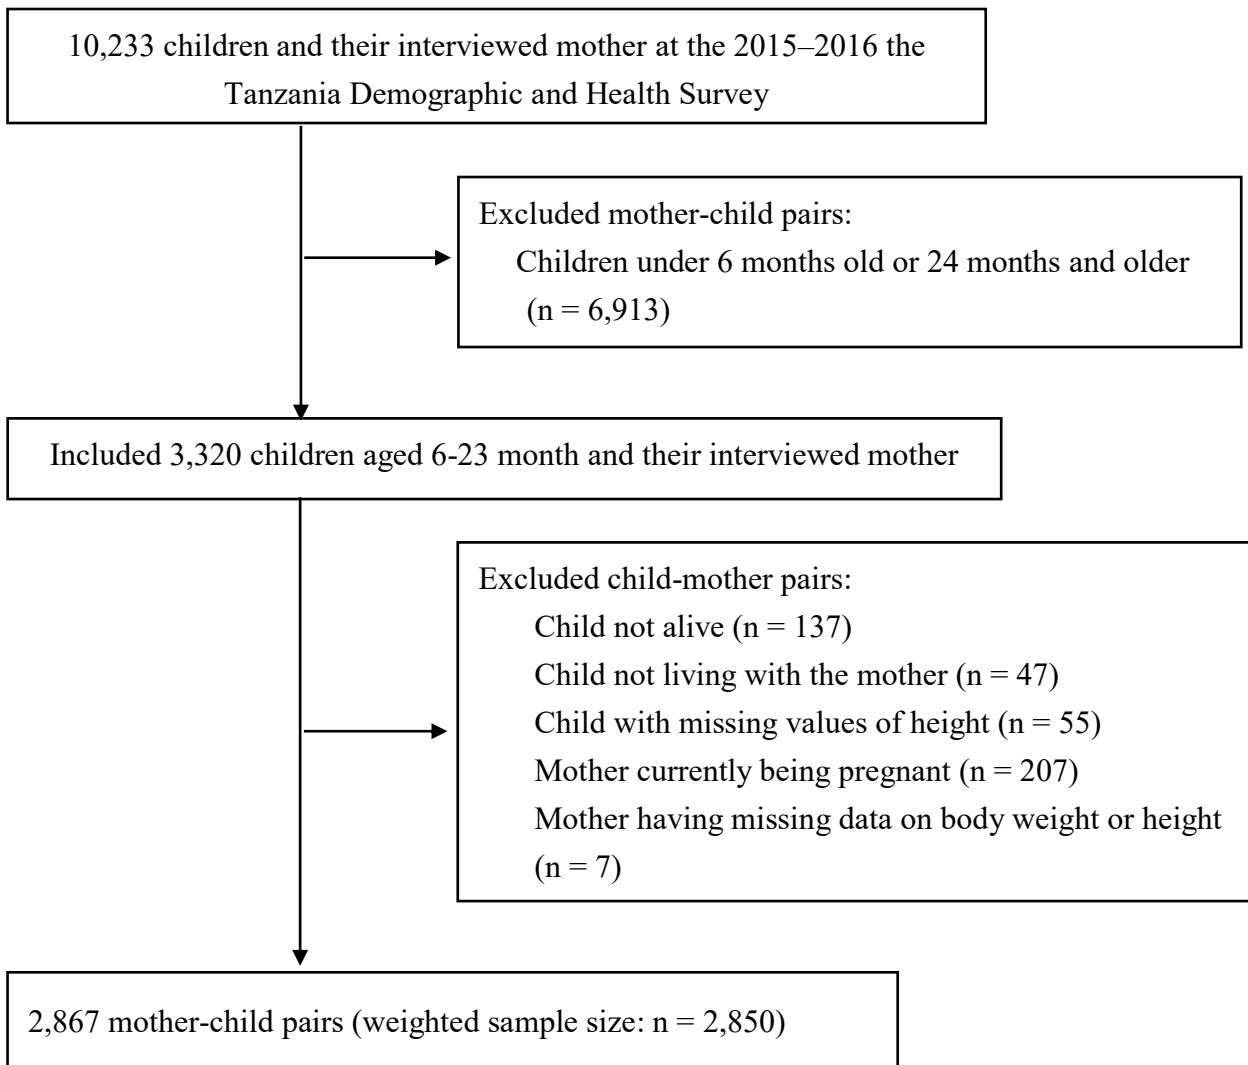 10,233 children and their interviewed mother at the 2015–2016 the
Tanzania Demographic and Health Survey
Excluded mother-child pairs:
Children under 6 months old or 24 months and older
(n = 6,913)
Included 3,320 children aged 6-23 month and their interviewed mother
Excluded child-mother pairs:
Child not alive (n = 137)
Child not living with the mother (n = 47)
Child with missing values of height (n = 55)
Mother currently being pregnant (n = 207)
Mother having missing data on body weight or height
(n = 7)
2,867 mother-child pairs (weighted sample size: n = 2,850)